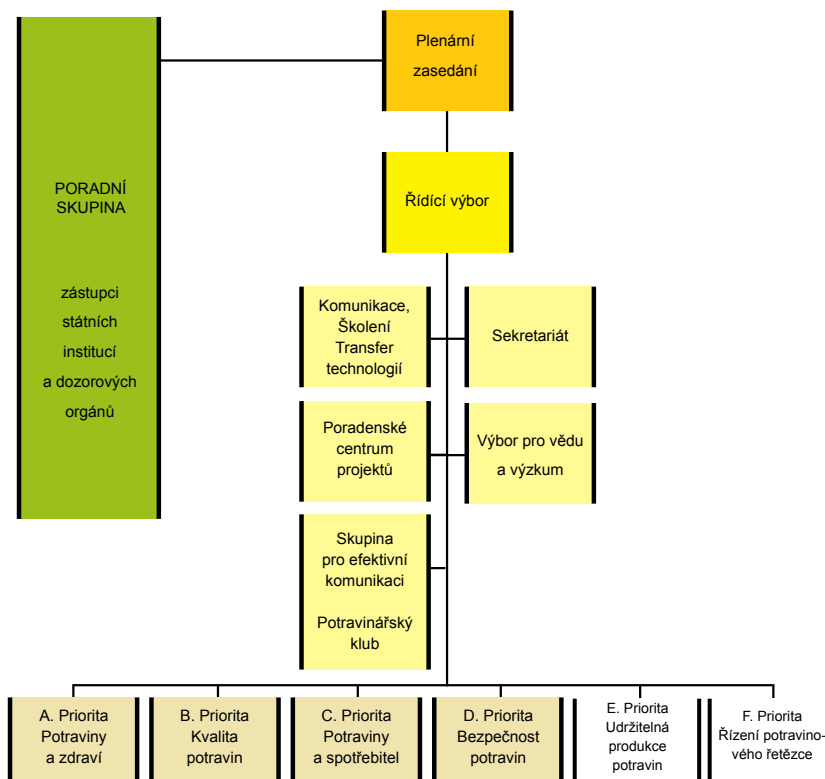 Plenární
zasedání
PORADNÍ
SKUPINA
zástupci
státních
institucí
a dozorových
orgánů
Řídící výbor
Komunikace,
Školení
Transfer
technologií
Sekretariát
Poradenské
centrum
projektů
Výbor pro vědu
a výzkum
Skupina
pro efektivní
komunikaci
Potravinářský
klub
A. Priorita
Potraviny
a zdraví
B. Priorita
Kvalita
potravin
C. Priorita
Potraviny
a spotřebitel
D. Priorita
Bezpečnost
potravin
E. Priorita
Udržitelná
produkce
potravin
F. Priorita
Řízení potravino-
vého řetězce